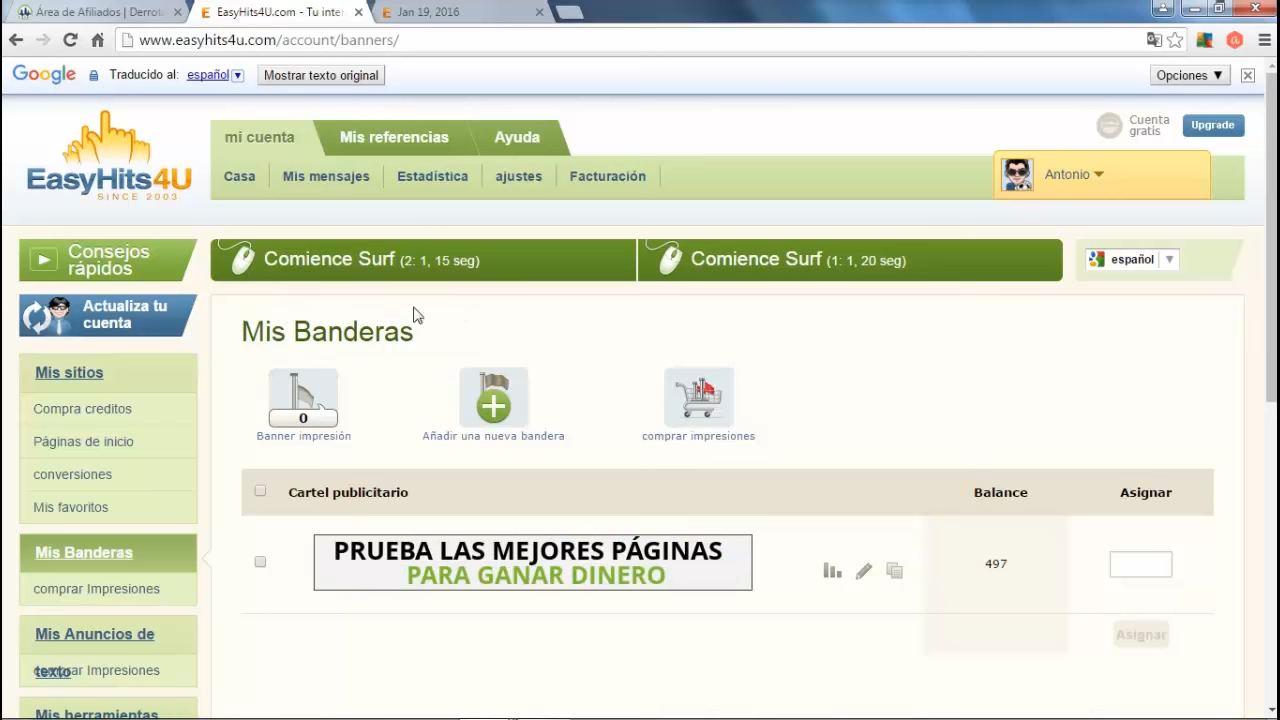 Área de Afiliados | Derrota
EasyHits4U.com - Tu inter
Jan 19, 2016
www.easyhits4u.com/account/banners/
Google Traducido al: español Mostrar texto original Opciones ▼
mi cuenta Mis referencias Ayuda
Cuenta gratis Upgrade
EasyHits4U
SINCE 2003
Casa Mis mensajes Estadística ajustes Facturación
Antonio
Consejos rápidos
Comience Surf (2: 1, 15 seg)
Comience Surf (1: 1, 20 seg)
español
Actualiza tu cuenta
Mis Banderas
Mis sitios
Compra creditos
Páginas de inicio
conversiones
Mis favoritos
Mis Banderas
comprar Impresiones
Mis Anuncios de
texto
comprar Impresiones
Mis herramientas
0
Banner impresión Añadir una nueva bandera comprar impresiones
Cartel publicitario Balance Asignar
PRUEBA LAS MEJORES PÁGINAS
PARA GANAR DINERO
497
Asignar